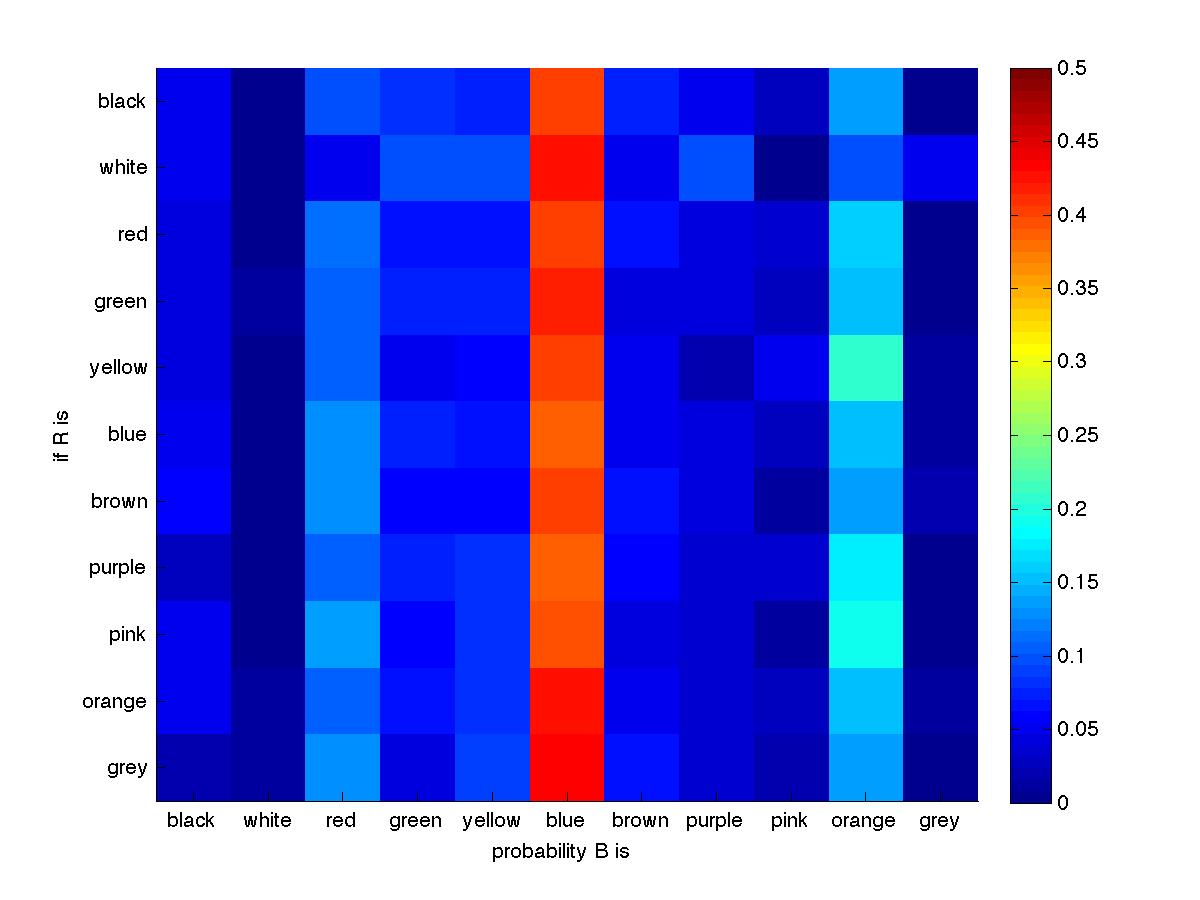 if R is
black
white
red
green
yellow
blue
brown
purple
pink
orange
grey
black white red green yellow blue brown purple pink orange grey
probability B is
0.5
0.45
0.4
0.35
0.3
0.25
0.2
0.15
0.1
0.05
0